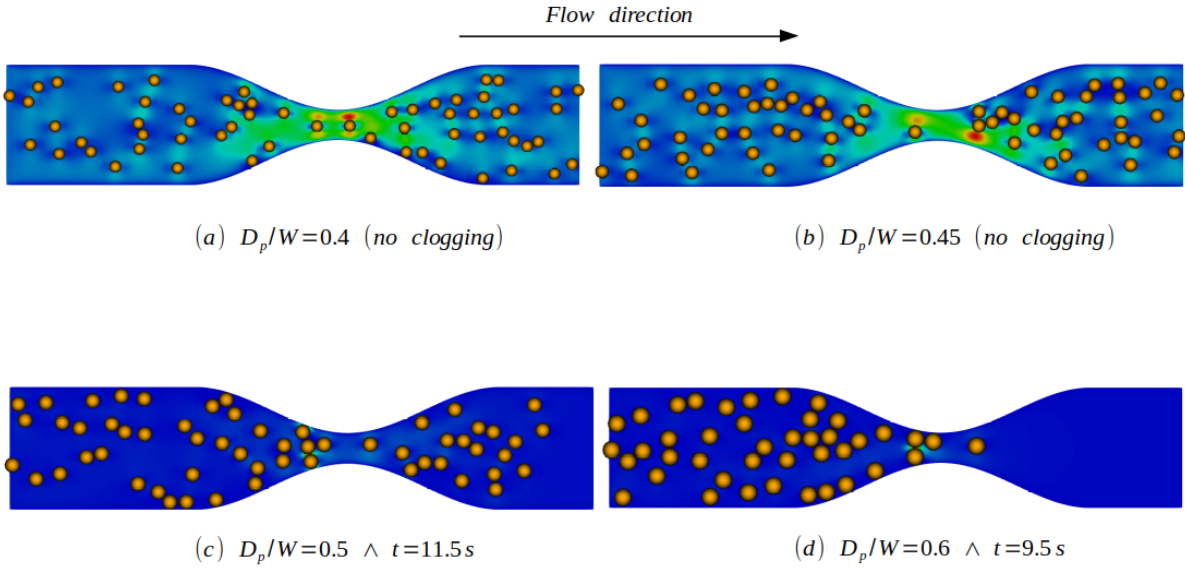 Flow direction
(a) D_p/W=0.4 (no clogging)
(b) D_p/W=0.45 (no clogging)
(c) D_p/W=0.5 ∧ t=11.5 s
(d) D_p/W=0.6 ∧ t=9.5 s